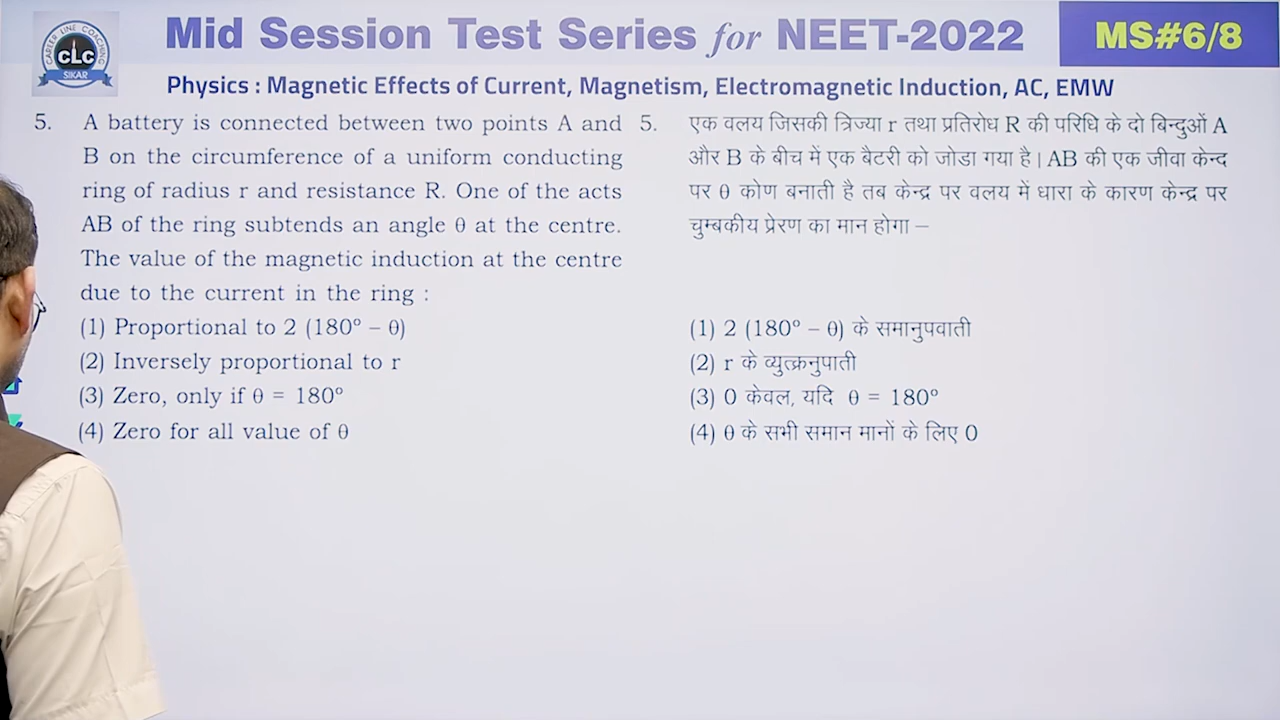 Mid Session Test Series for NEET-2022
MS#6/8
CAREER LINE COACHING
CLC
SIKAR
Physics : Magnetic Effects of Current, Magnetism, Electromagnetic Induction, AC, EMW
5. A battery is connected between two points A and
B on the circumference of a uniform conducting
ring of radius r and resistance R. One of the acts
AB of the ring subtends an angle θ at the centre.
The value of the magnetic induction at the centre
due to the current in the ring :
(1) Proportional to 2 (180° – θ)
(2) Inversely proportional to r
(3) Zero, only if θ = 180°
(4) Zero for all value of θ
5. एक वलय जिसकी त्रिज्या r तथा प्रतिरोध R की परिधि के दो बिन्दुओं A
और B के बीच में एक बैटरी को जोडा गया है। AB की एक जीवा केन्द
पर θ कोण बनाती है तब केन्द्र पर वलय में धारा के कारण केन्द्र पर
चुम्बकीय प्रेरण का मान होगा –
(1) 2 (180° – θ) के समानुपवाती
(2) r के व्युत्क्रनुपाती
(3) 0 केवल, यदि θ = 180°
(4) θ के सभी समान मानों के लिए 0